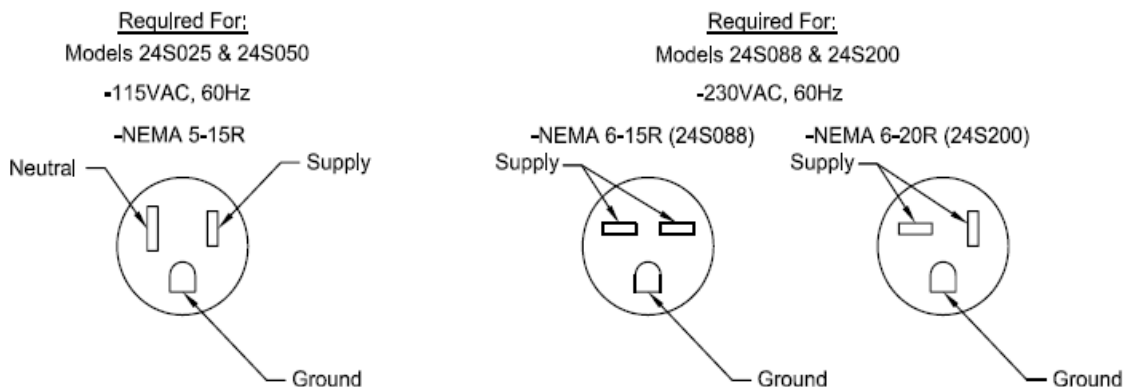 Required For:
Models 24S025 & 24S050
-115VAC, 60Hz
-NEMA 5-15R
Neutral
Supply
Ground
Required For:
Models 24S088 & 24S200
-230VAC, 60Hz
-NEMA 6-15R (24S088)
Supply
Ground
-NEMA 6-20R (24S200)
Supply
Ground